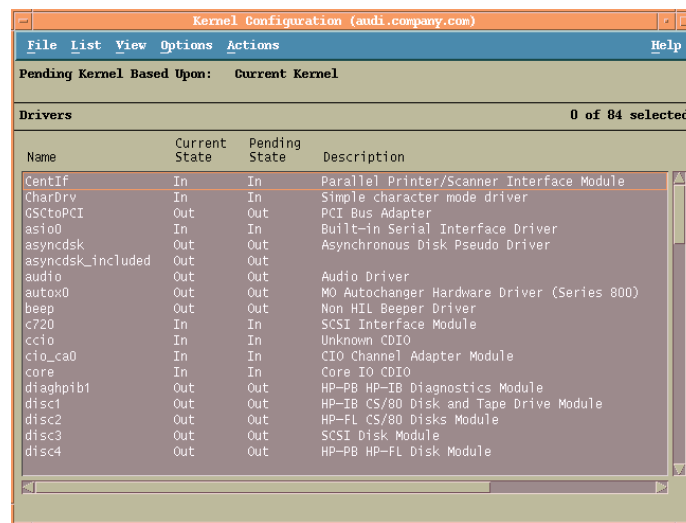 Kernel Configuration (audi.company.com)
File List View Options Actions Help
Pending Kernel Based Upon: Current Kernel
Drivers 0 of 84 selected
Current Pending
Name State State Description
CentIf In In Parallel Printer/Scanner Interface Module
CharDrv In In Simple character mode driver
GSCtoPCI Out Out PCI Bus Adapter
asio0 In In Built-in Serial Interface Driver
asyncdsk Out Out Asynchronous Disk Pseudo Driver
asyncdsk_included Out Out
audio Out Out Audio Driver
autox0 Out Out MO Autochanger Hardware Driver (Series 800)
beep Out Out Non HIL Beeper Driver
c720 In In SCSI Interface Module
ccio In In Unknown CDIO
cio_ca0 In In CIO Channel Adapter Module
core In In Core IO CDIO
diaghpib1 Out Out HP-PB HP-IB Diagnostics Module
disc1 Out Out HP-IB CS/80 Disk and Tape Drive Module
disc2 Out Out HP-FL CS/80 Disks Module
disc3 Out Out SCSI Disk Module
disc4 Out Out HP-PB HP-FL Disk Module